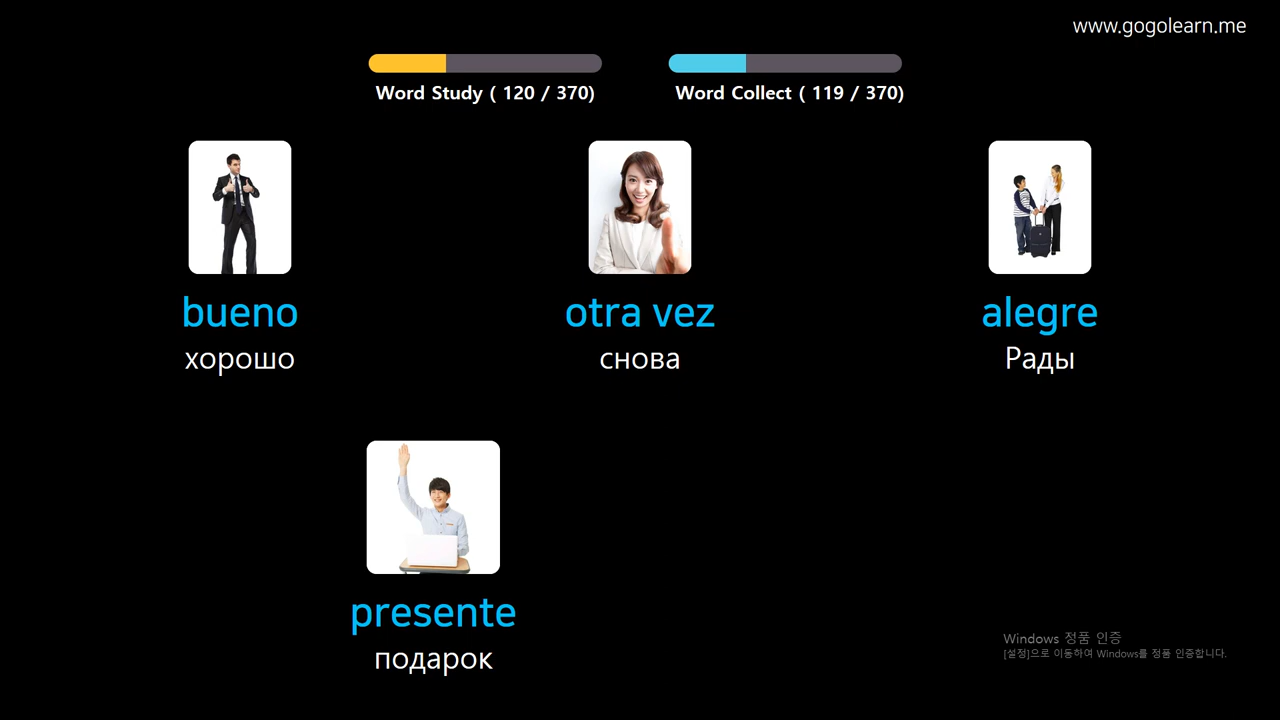 www.gogolearn.me
Word Study ( 120 / 370)
Word Collect ( 119 / 370)
bueno
хорошо
otra vez
снова
alegre
Рады
presente
подарок
Windows 정품 인증
[설정]으로 이동하여 Windows를 정품 인증합니다.